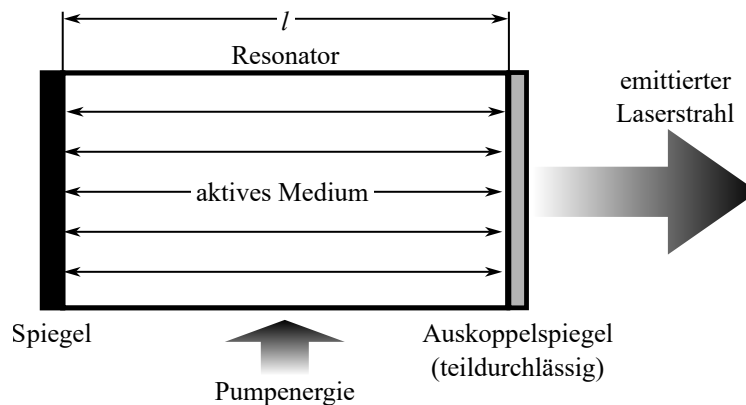 l
Resonator
emittierter
Laserstrahl
aktives Medium
Spiegel
Auskoppelspiegel
(teildurchlässig)
Pumpenergie